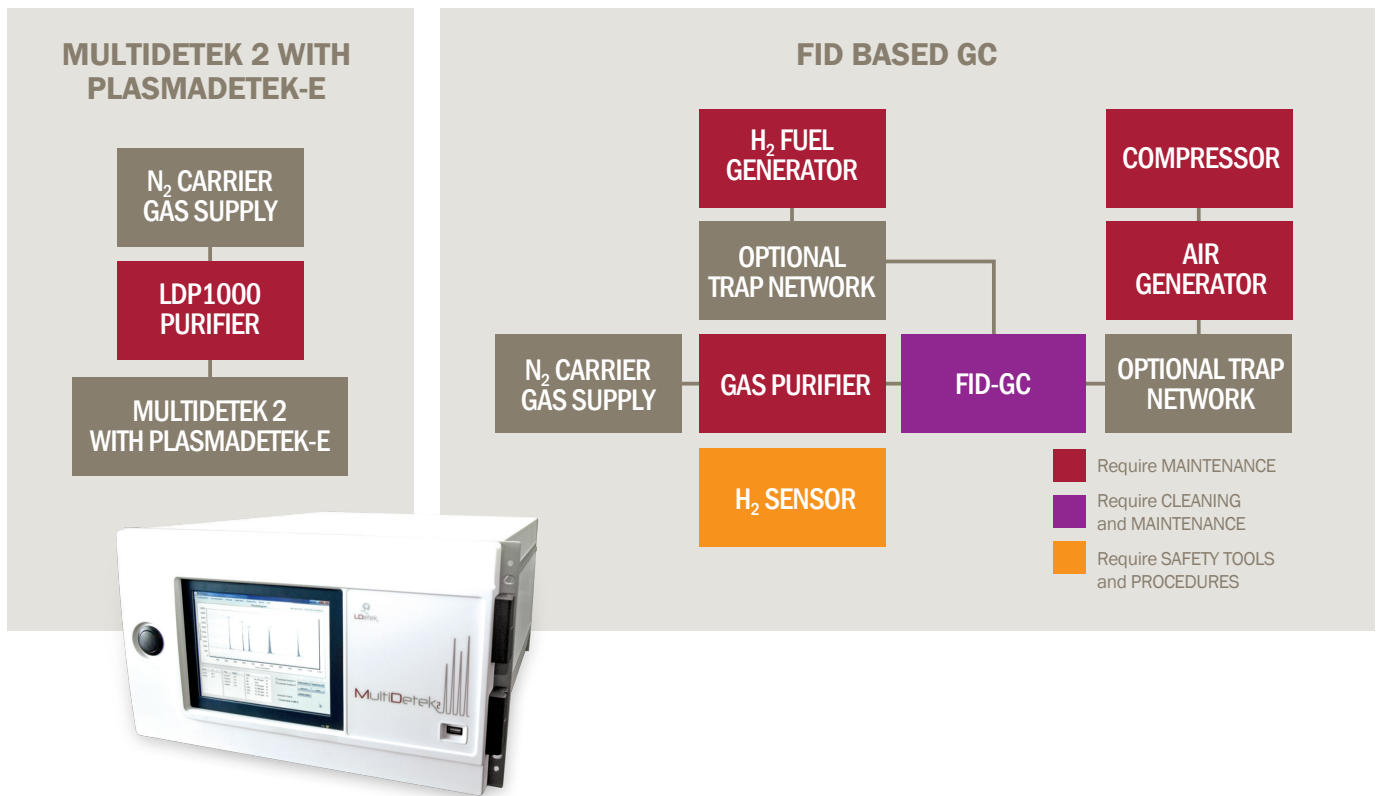 MULTIDETEK 2 WITH
PLASMADETEK-E
N₂ CARRIER
GAS SUPPLY
LDP1000
PURIFIER
MULTIDETEK 2
WITH PLASMADETEK-E
FID BASED GC
H₂ FUEL
GENERATOR
COMPRESSOR
OPTIONAL
TRAP NETWORK
AIR
GENERATOR
N₂ CARRIER
GAS SUPPLY
GAS PURIFIER
FID-GC
OPTIONAL TRAP
NETWORK
H₂ SENSOR
Require MAINTENANCE
Require CLEANING
and MAINTENANCE
Require SAFETY TOOLS
and PROCEDURES
LDetek
MultiDetek2